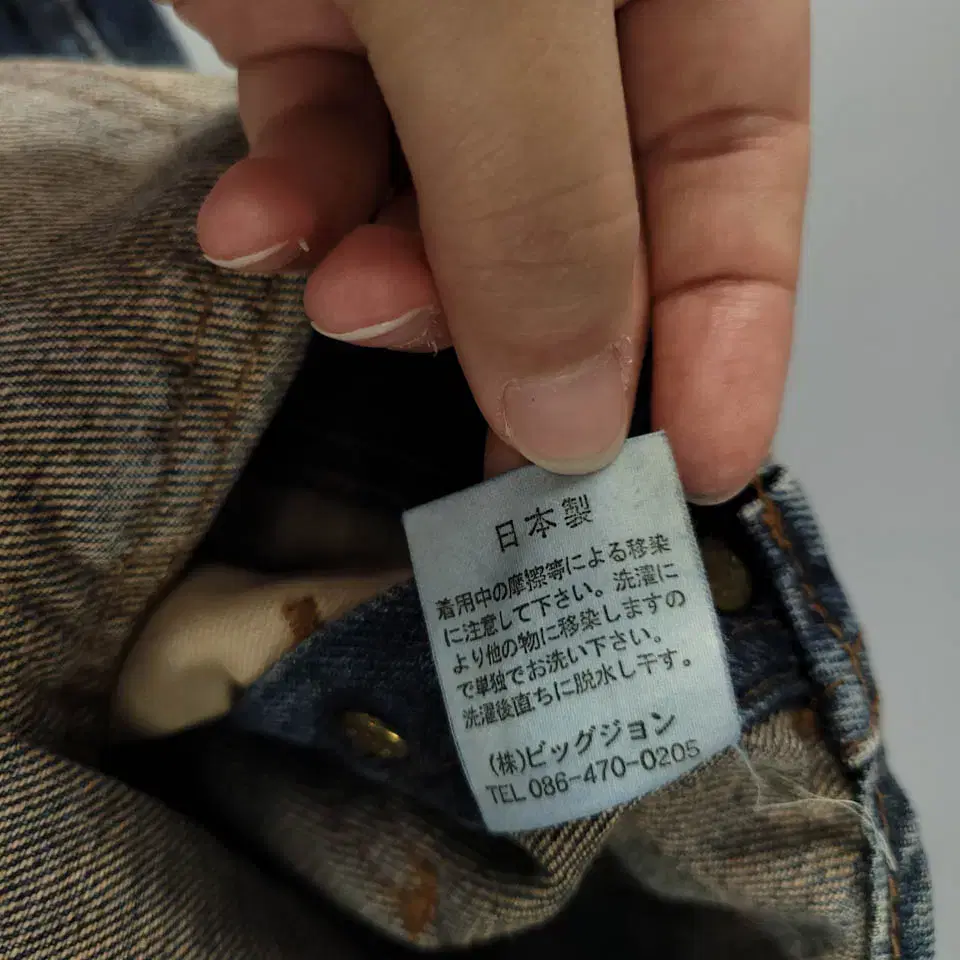 日本製
着用中の摩擦等による移染
に注意して下さい。洗濯に
より他の物に移染しますの
で単独でお洗い下さい。
洗濯後直ちに脱水し干す。
(株)ビッグジョン
TEL 086-470-0205